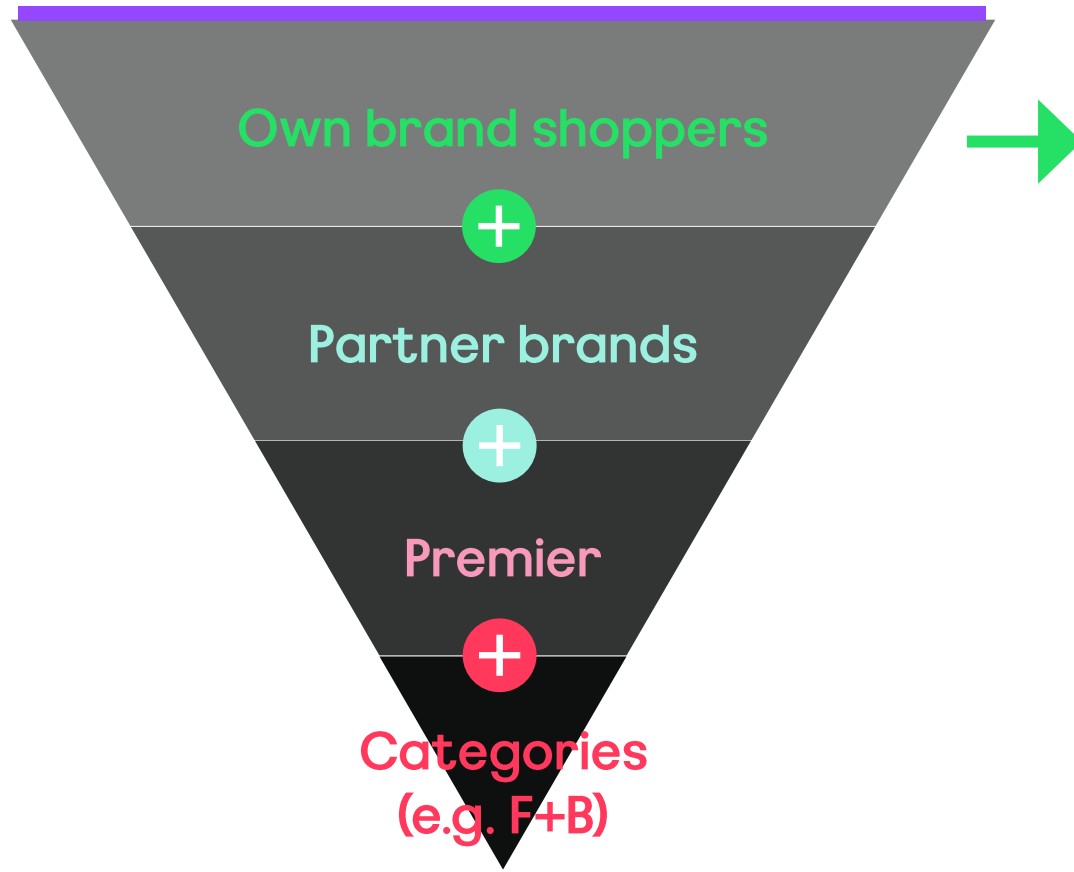 Own brand shoppers
+
Partner brands
+
Premier
+
Categories
(e.g. F+B)